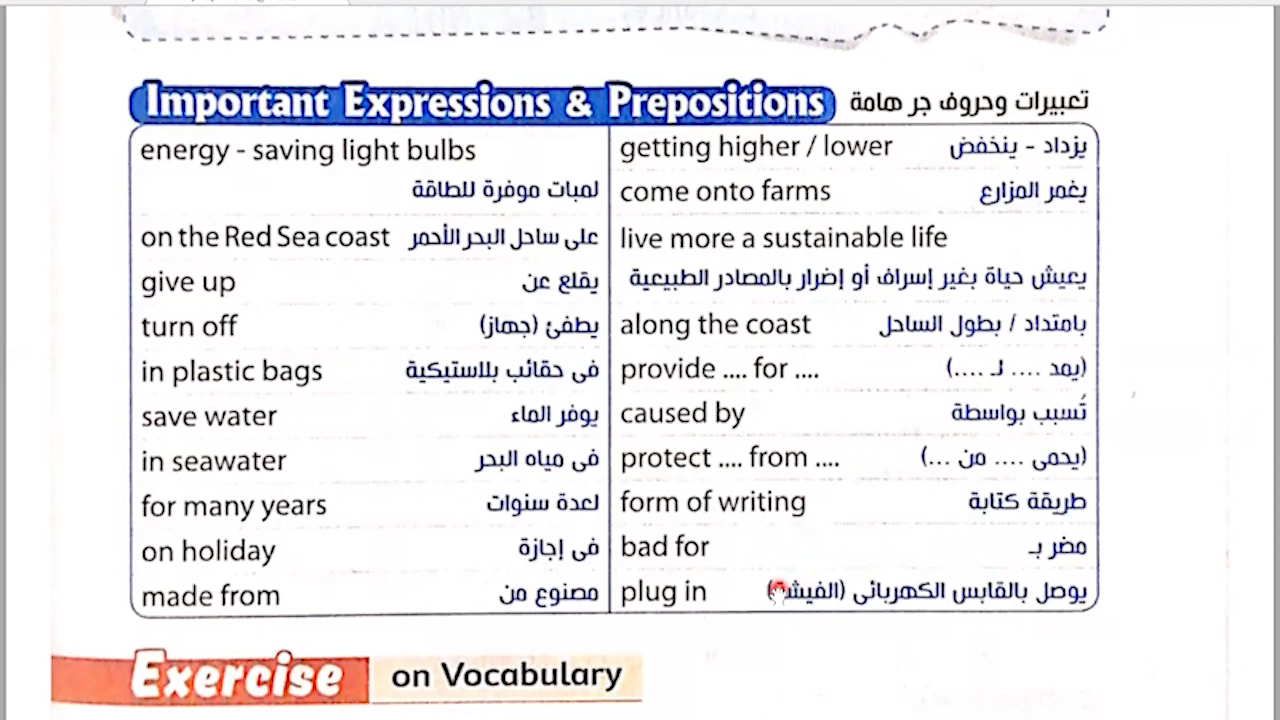 Important Expressions & Prepositions تعبيرات وحروف جر هامة
energy - saving light bulbs
لمبات موفرة للطاقة
on the Red Sea coast على ساحل البحر الأحمر
give up يقلع عن
turn off يطفئ (جهاز)
in plastic bags فى حقائب بلاستيكية
save water يوفر الماء
in seawater فى مياه البحر
for many years لعدة سنوات
on holiday فى إجازة
made from مصنوع من
getting higher / lower يزداد - ينخفض
come onto farms يغمر المزارع
live more a sustainable life
يعيش حياة بغير إسراف أو إضرار بالمصادر الطبيعية
along the coast بامتداد / بطول الساحل
provide .... for .... (يمد .... لـ ....)
caused by تُسبب بواسطة
protect .... from .... (يحمى .... من ...)
form of writing طريقة كتابة
bad for مضر بـ
plug in يوصل بالقابس الكهربائى
Exercise on Vocabulary